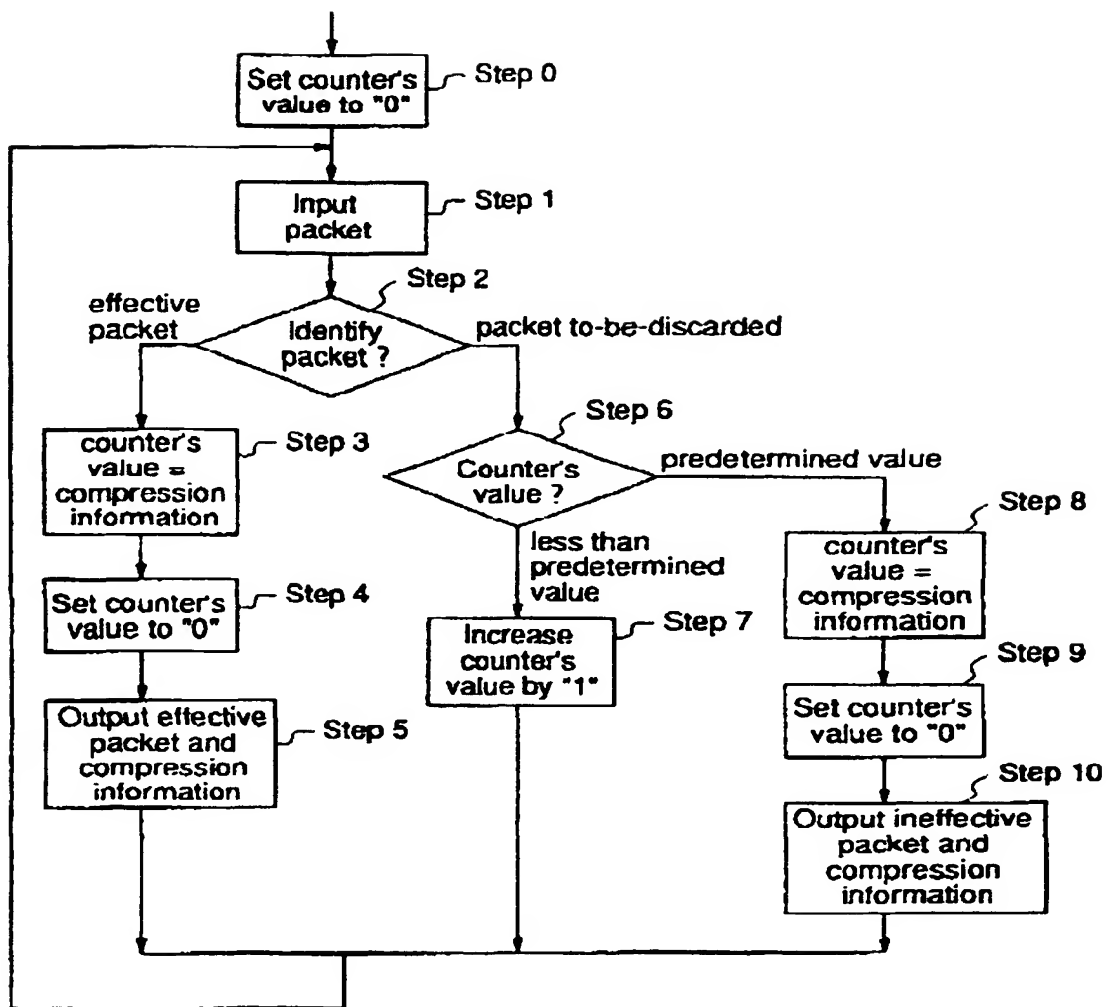 Set counter's
value to "0"
Step 0
Input
packet
Step 1
Step 2
effective
packet
Identify
packet ?
packet to-be-discarded
Step 6
counter's
value =
compression
information
Step 3
Counter's
value ?
predetermined value
Step 8
less than
predetermined
value
counter's
value =
compression
information
Set counter's
value to "0"
Step 4
Increase
counter's
value by "1"
Step 7
Step 9
Set counter's
value to "0"
Output effective
packet and
compression
information
Step 5
Step 10
Output ineffective
packet and
compression
information